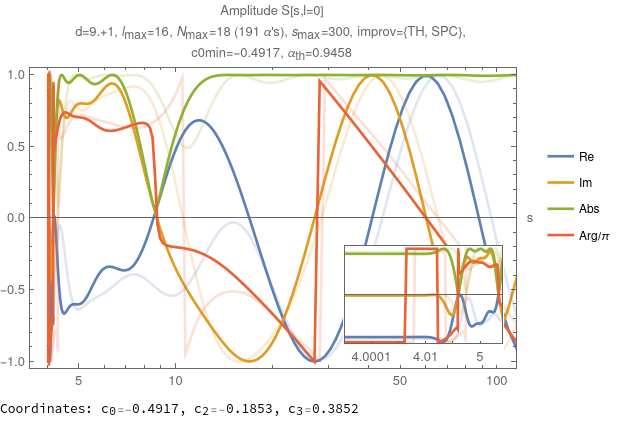 Amplitude S[s,l=0]
d=9.+1, lmax=16, Nmax=18 (191 α's), smax=300, improv={TH, SPC},
c0min=−0.4917, αth=0.9458
1.0
0.5
0.0
−0.5
−1.0
5
10
50
100
s
4.0001
4.01
5
Re
Im
Abs
Arg/π
Coordinates: c0=-0.4917, c2=-0.1853, c3=0.3852